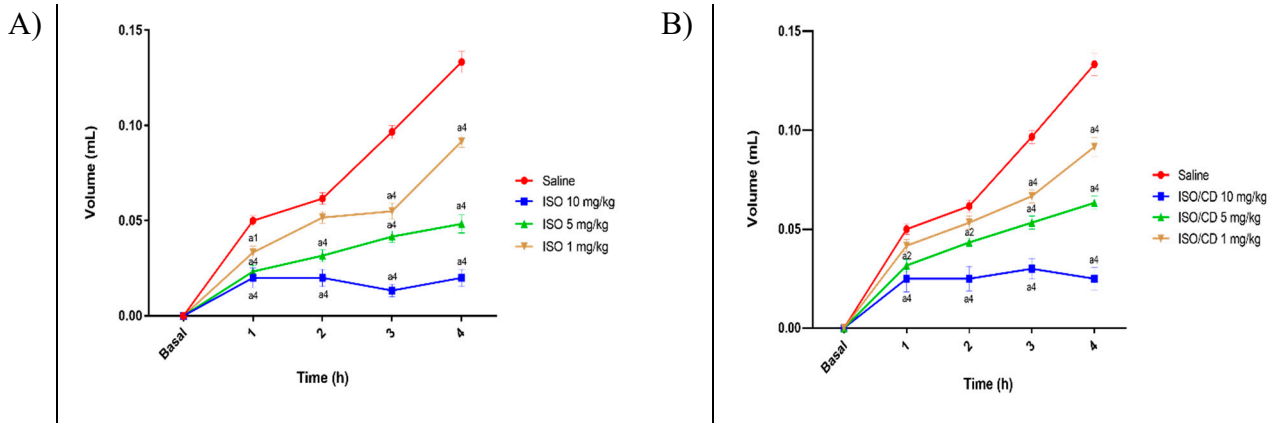 A)
Volume (mL)
0.15
0.10
0.05
0.00
a1
a4
a4
a4
a4
a4
a4
a4
a4
a4
a4
Basal
1
2
3
4
Time (h)
Saline
ISO 10 mg/kg
ISO 5 mg/kg
ISO 1 mg/kg
B)
Volume (mL)
0.15
0.10
0.05
0.00
a4
a4
a4
a4
a2
a2
a4
a4
a4
a4
Basal
1
2
3
4
Time (h)
Saline
ISO/CD 10 mg/kg
ISO/CD 5 mg/kg
ISO/CD 1 mg/kg